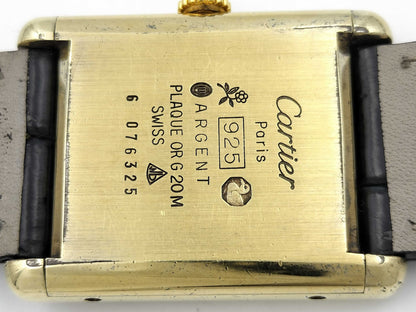 Cartier
Paris
925
ARGENT
PLAQUE OR G 20M
SWISS
6 076325